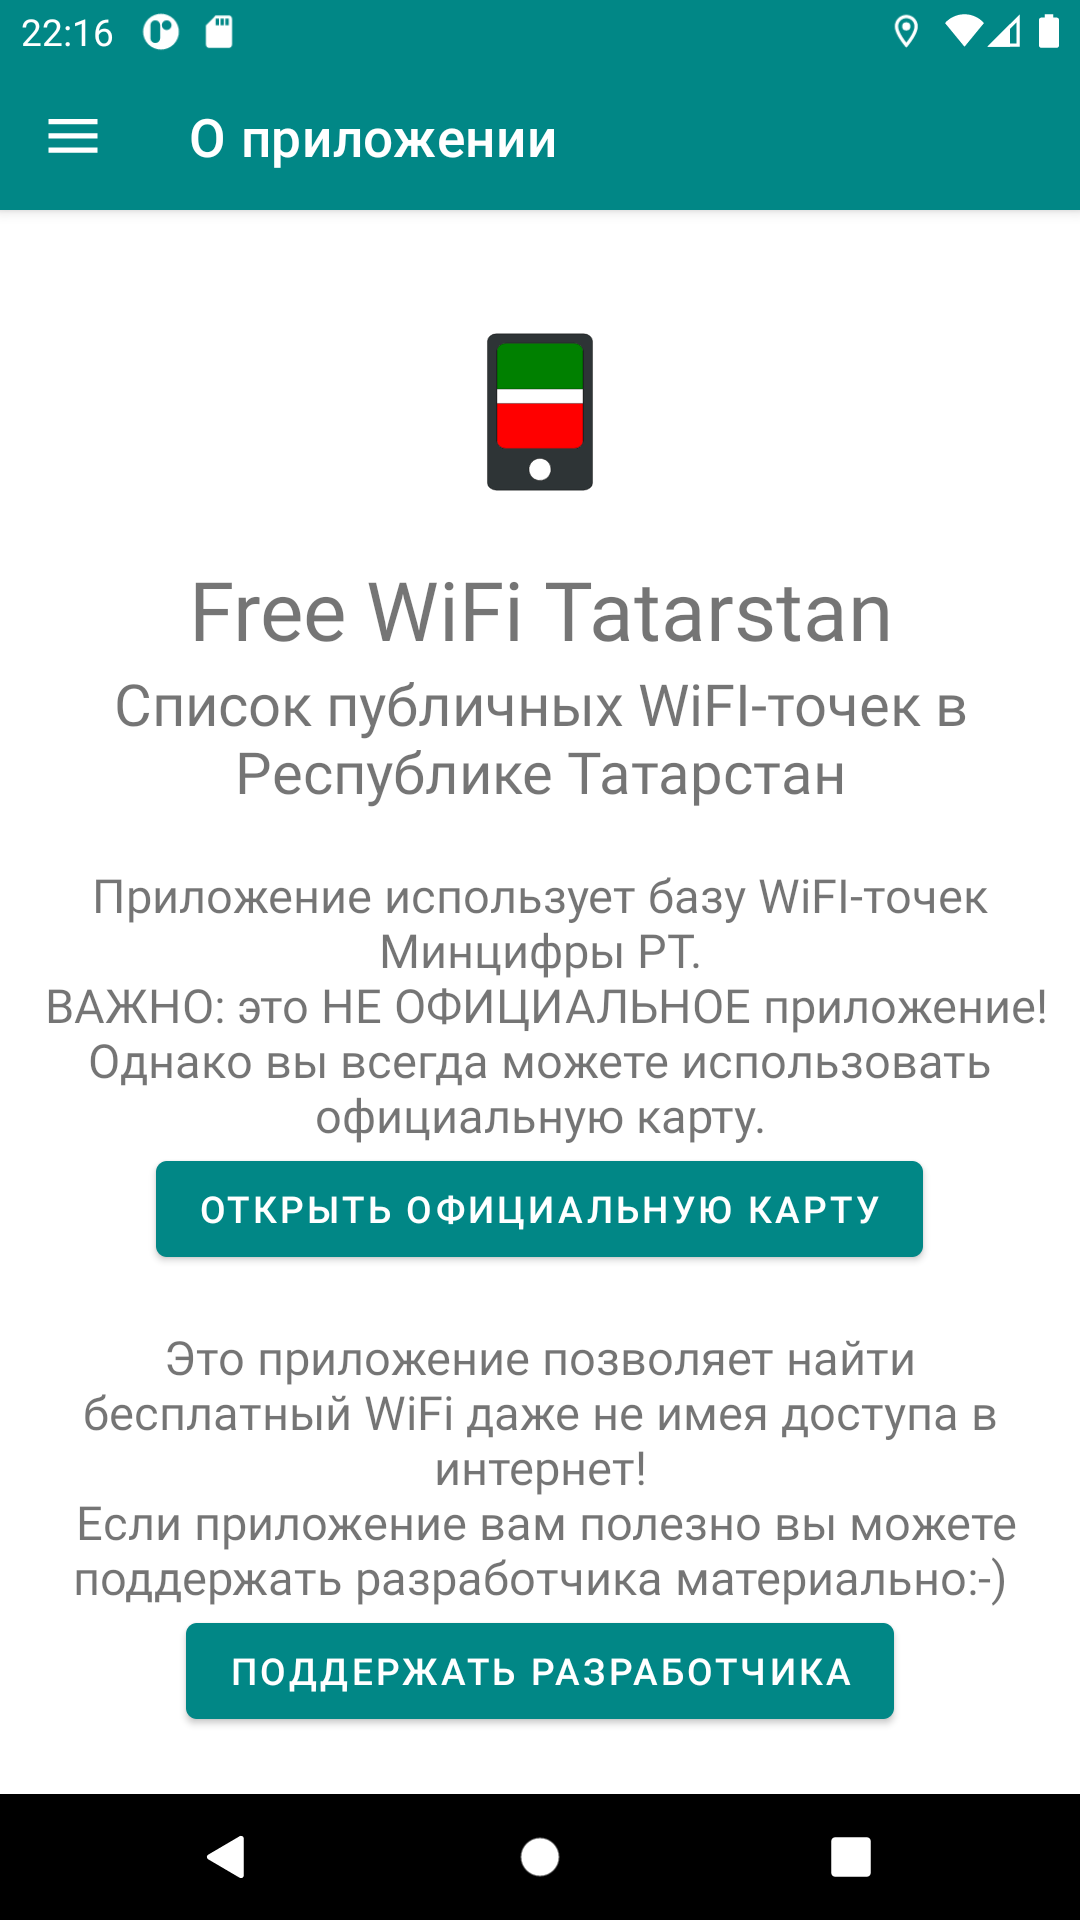 22:16
О приложении
Free WiFi Tatarstan
Список публичных WiFI-точек в
Республике Татарстан
Приложение использует базу WiFI-точек
Минцифры РТ.
ВАЖНО: это НЕ ОФИЦИАЛЬНОЕ приложение!
Однако вы всегда можете использовать
официальную карту.
ОТКРЫТЬ ОФИЦИАЛЬНУЮ КАРТУ
Это приложение позволяет найти
бесплатный WiFi даже не имея доступа в
интернет!
Если приложение вам полезно вы можете
поддержать разработчика материально:-)
ПОДДЕРЖАТЬ РАЗРАБОТЧИКА